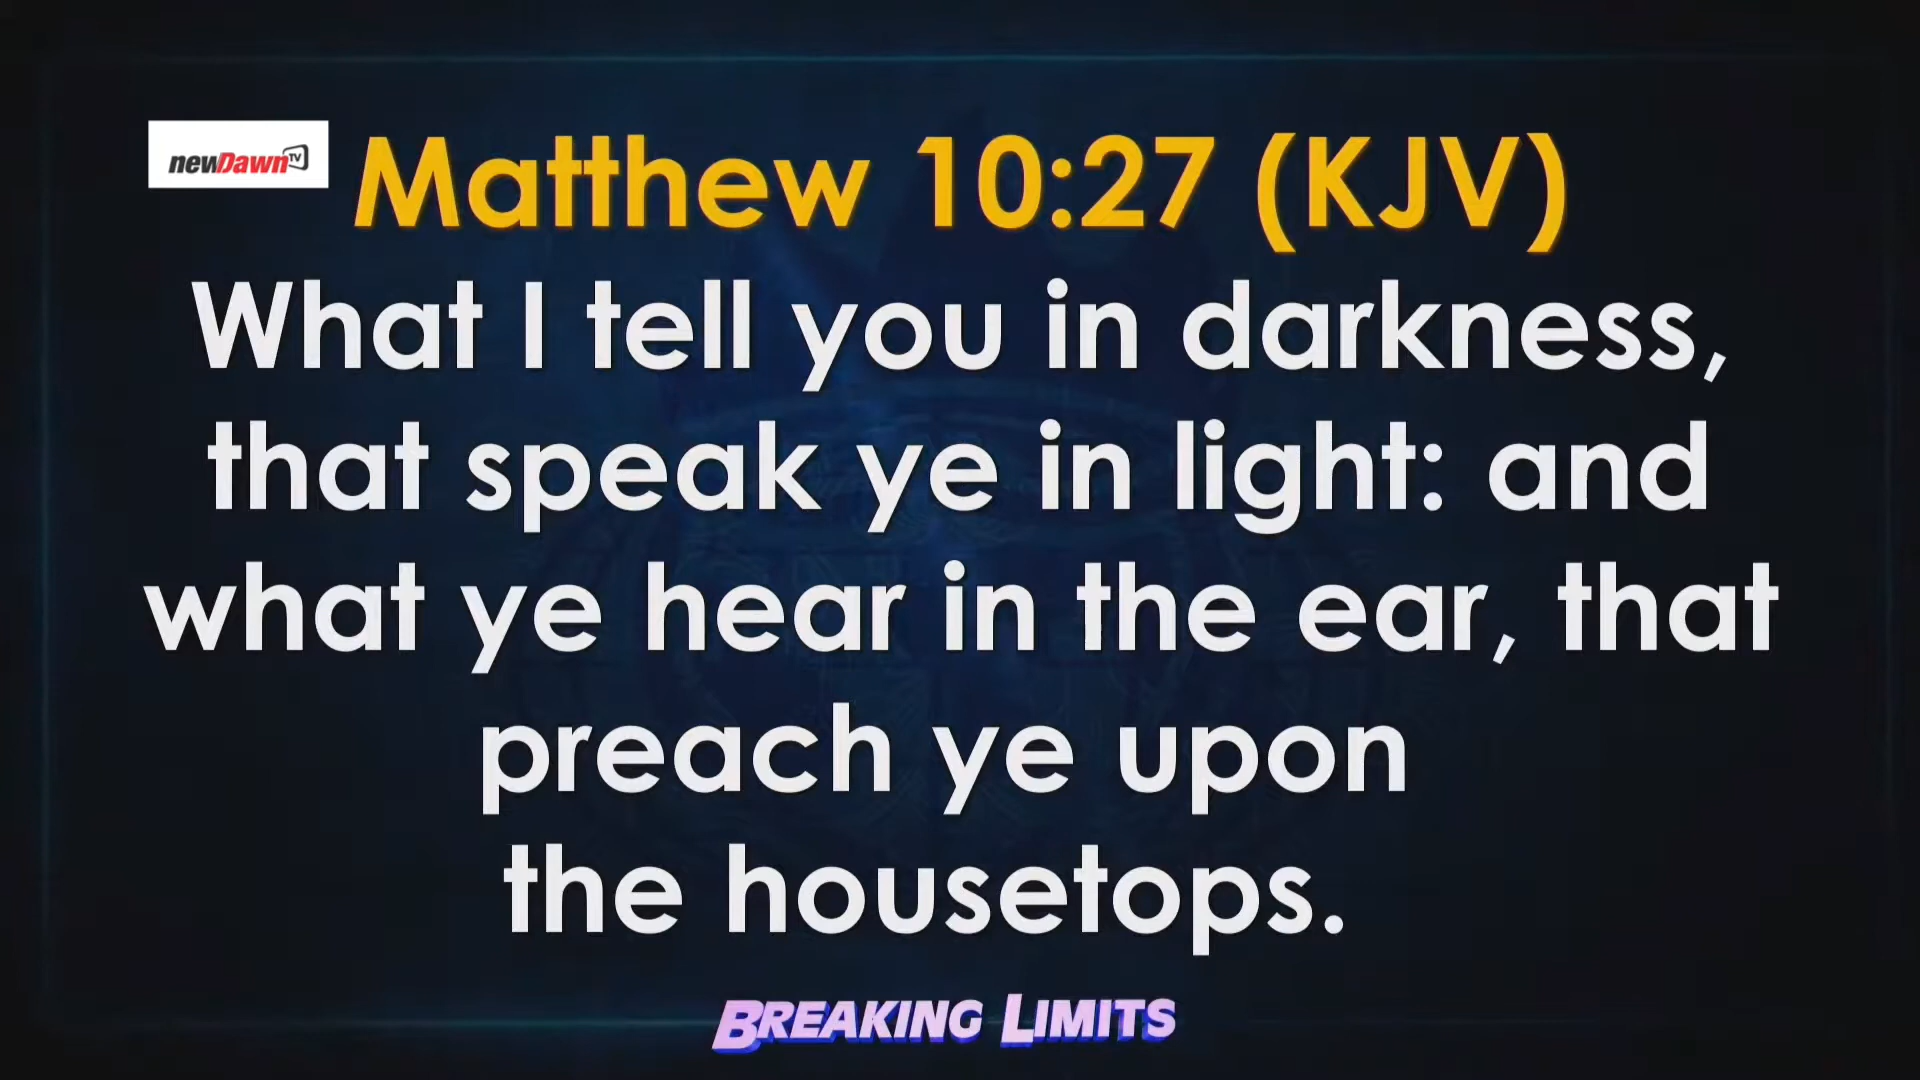 newDawn TV
Matthew 10:27 (KJV)
What I tell you in darkness,
that speak ye in light: and
what ye hear in the ear, that
preach ye upon
the housetops.
BREAKING LIMITS